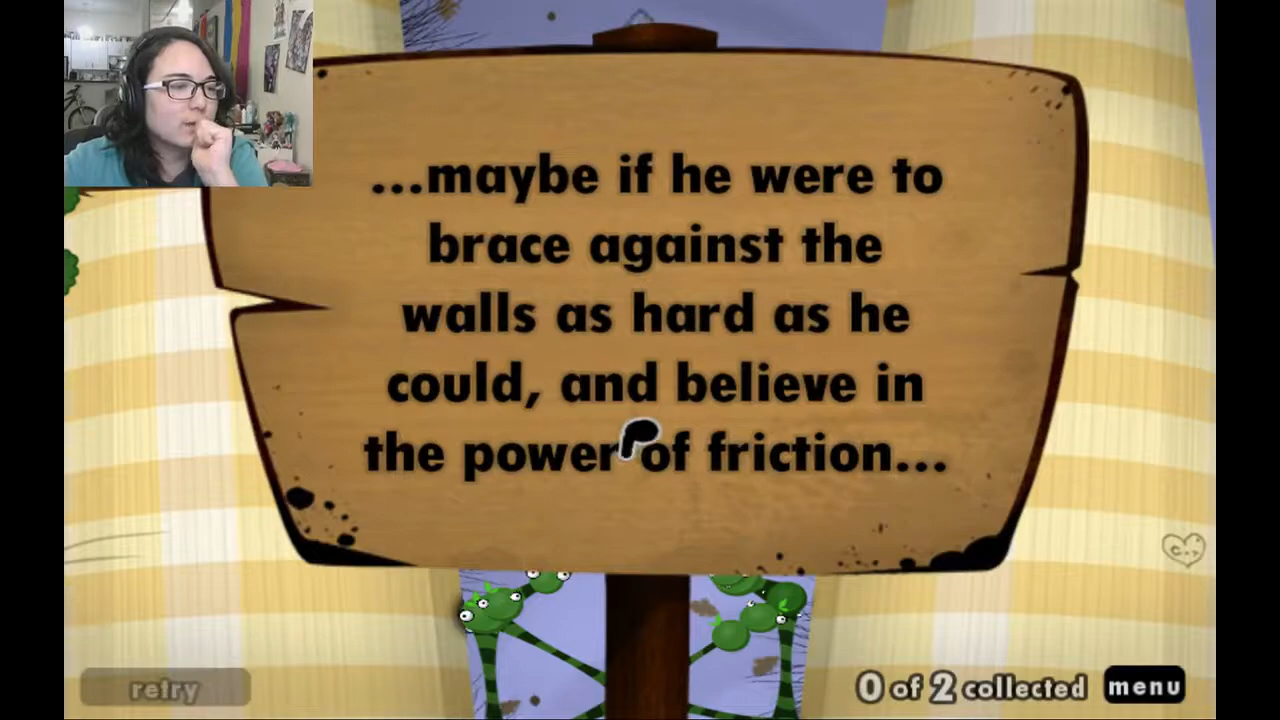 ...maybe if he were to
brace against the
walls as hard as he
could, and believe in
the power of friction...
retry
0 of 2 collected
menu